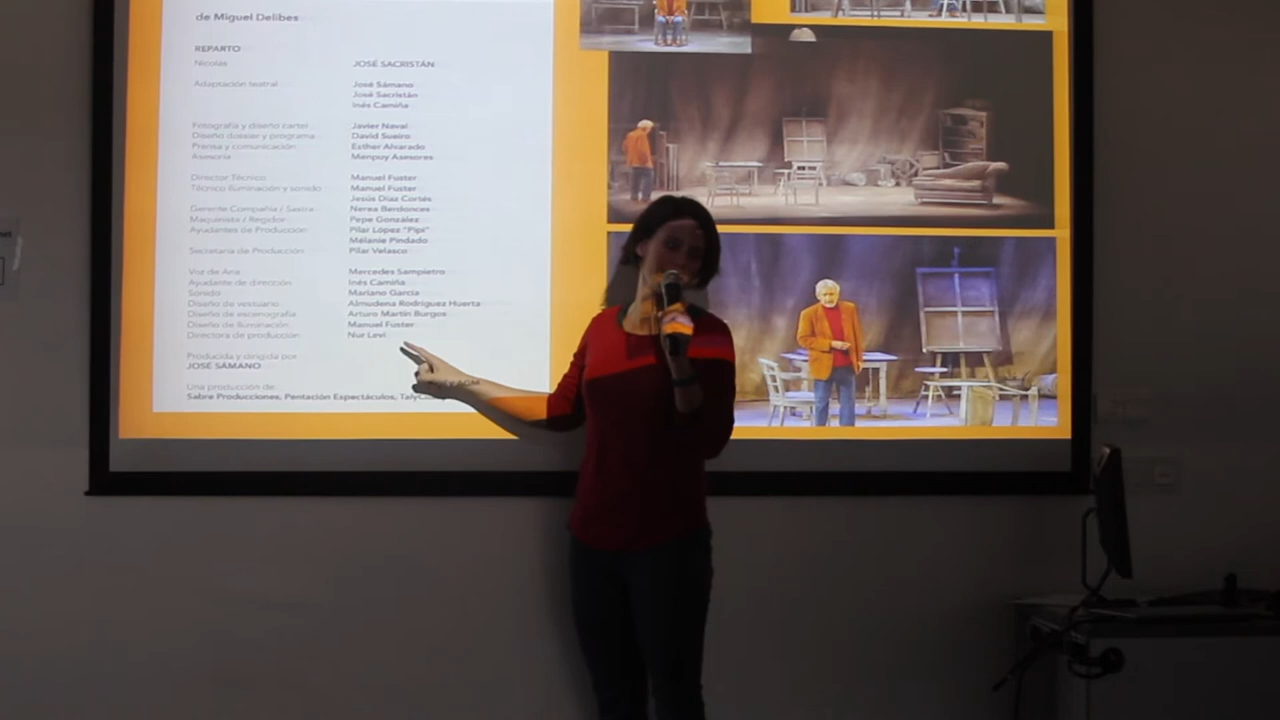 de Miguel Delibes
REPARTO
Nicolás JOSÉ SACRISTÁN
Adaptación teatral José Sámano
José Sacristán
Inés Camiña
Fotografía y diseño cartel Javier Naval
Diseño dossier y programa David Sueiro
Prensa y comunicación Esther Alvarado
Asesoría Menpuy Asesores
Director Técnico Manuel Fuster
Técnico Iluminación y sonido Manuel Fuster
Jesús Díaz Cortés
Gerente Compañía / Sastra Nerea Berdonces
Maquinista / Regidor Pepe González
Ayudantes de Producción Pilar López "Pipi"
Mélanie Pindado
Secretaria de Producción Pilar Velasco
Voz de Ana Mercedes Sampietro
Ayudante de dirección Inés Camiña
Sonido Mariano García
Diseño de vestuario Almudena Rodríguez Huerta
Diseño de escenografía Arturo Martín Burgos
Diseño de Iluminación Manuel Fuster
Directora de producción Nur Levi
Producida y dirigida por
JOSÉ SÁMANO
Una producción de
Sabre Producciones, Pentación Espectáculos,